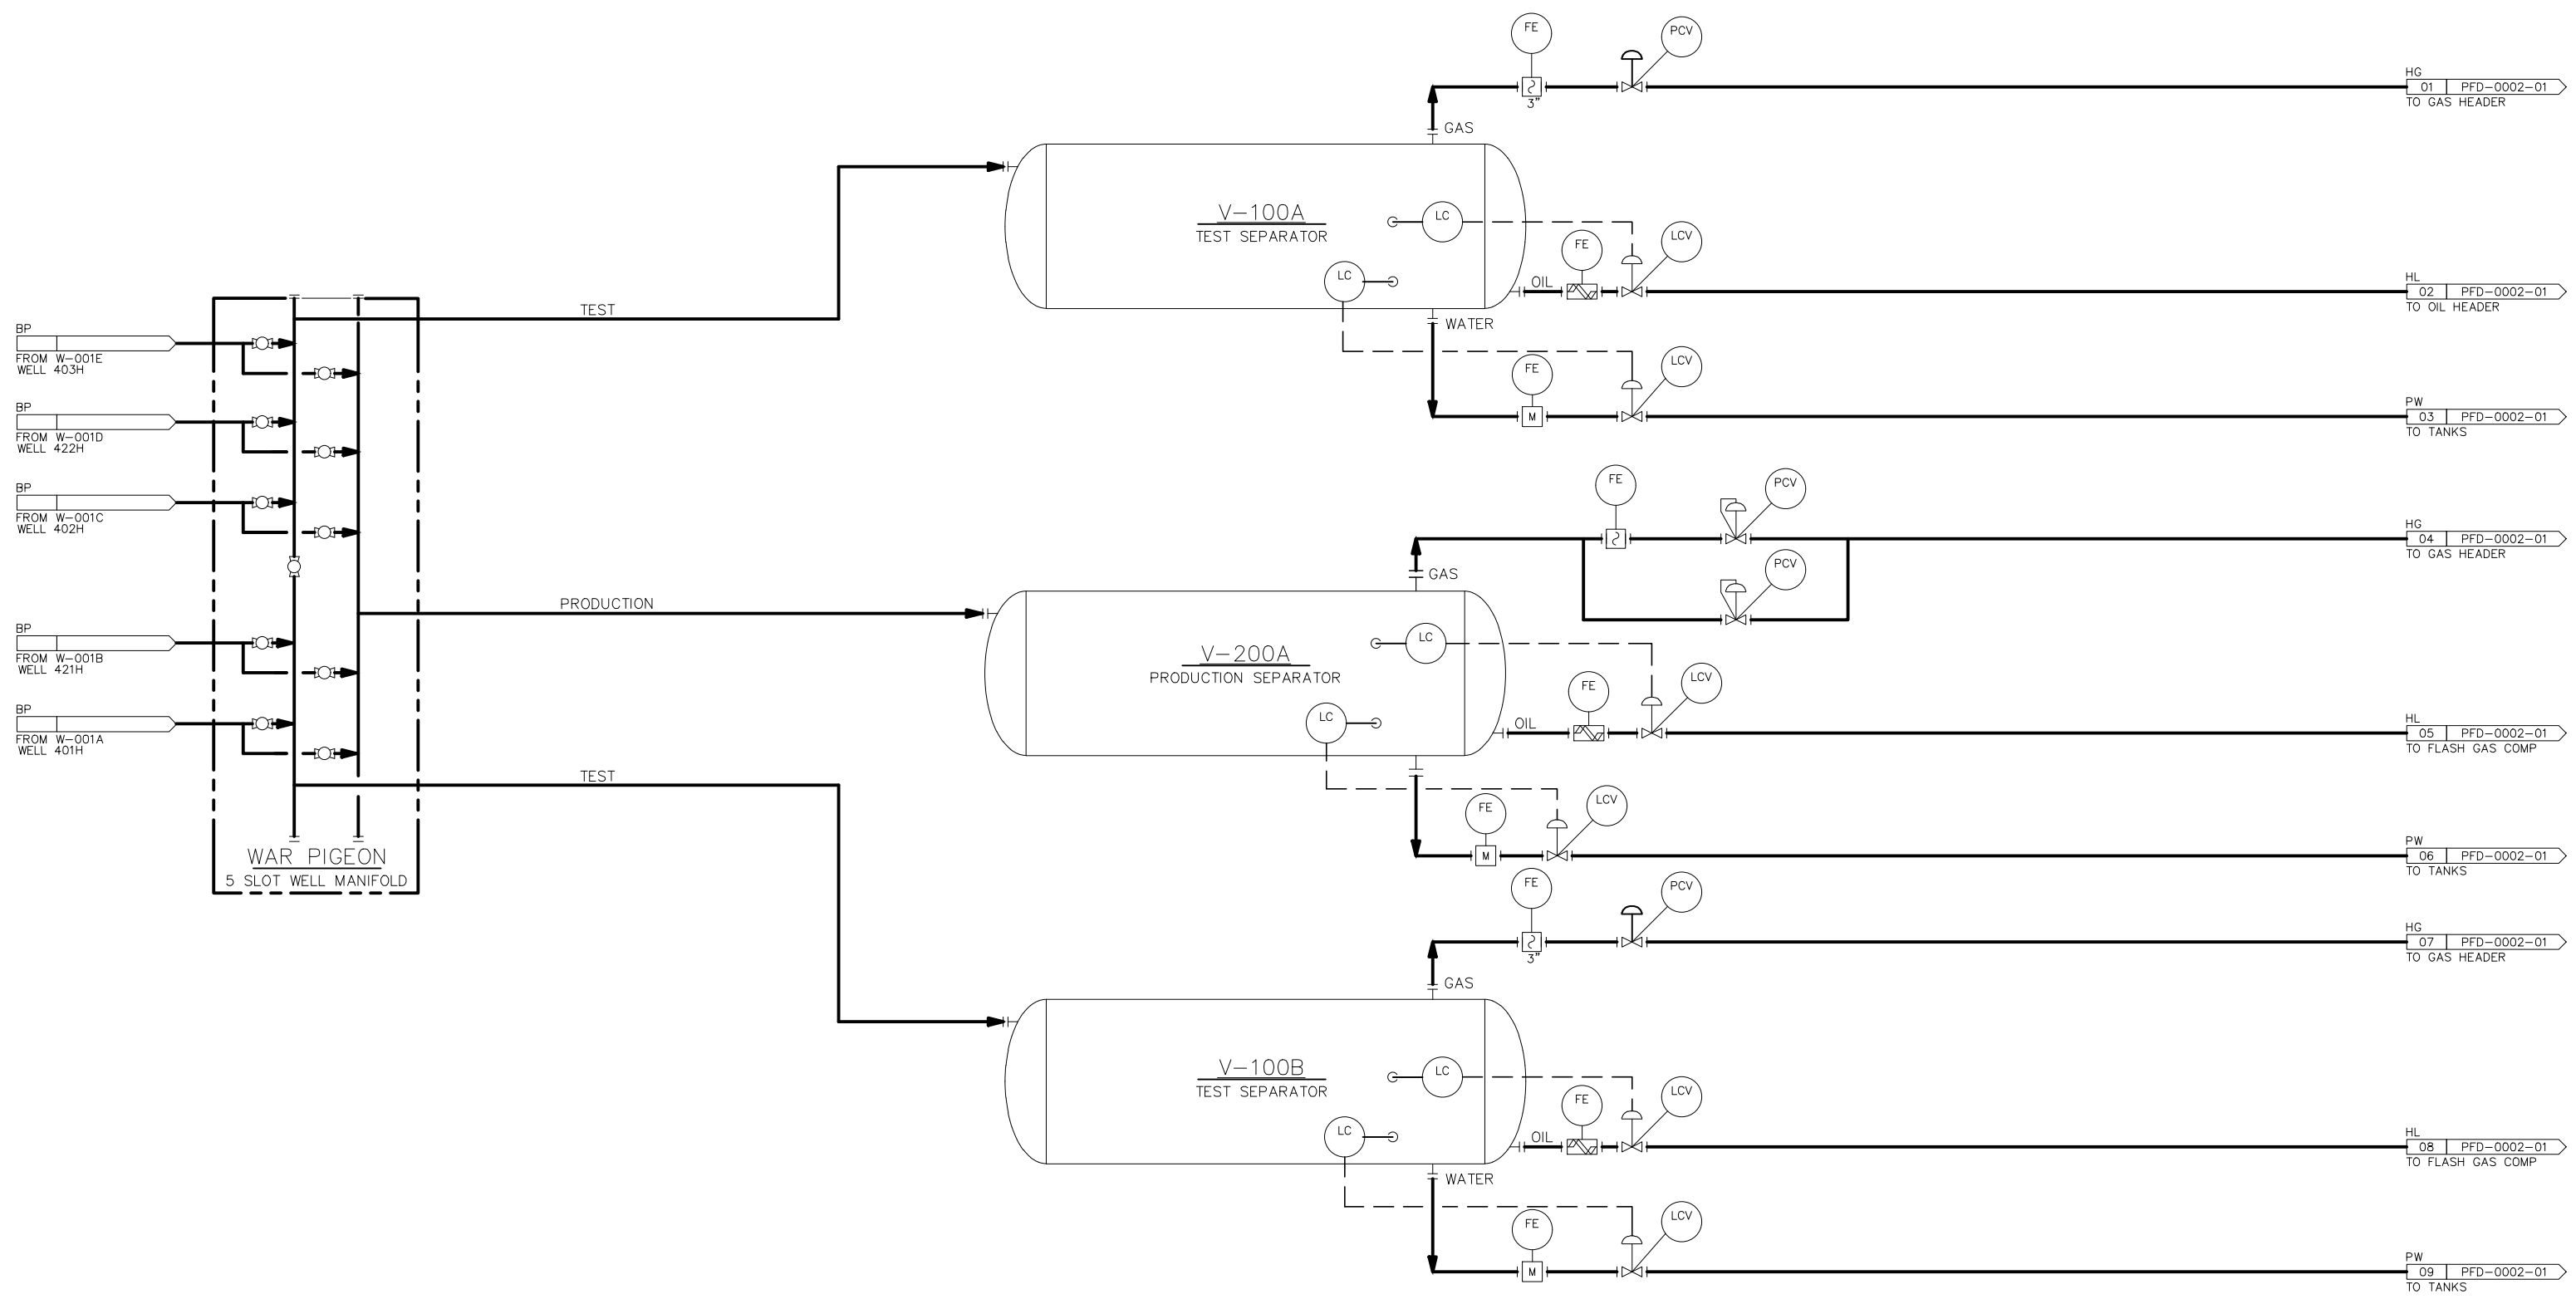 BP
FROM W-001E
WELL 403H
BP
FROM W-001D
WELL 422H
BP
FROM W-001C
WELL 402H
BP
FROM W-001B
WELL 421H
BP
FROM W-001A
WELL 401H
WAR PIGEON
5 SLOT WELL MANIFOLD
TEST
PRODUCTION
TEST
FE
PCV
3"
GAS
V-100A
TEST SEPARATOR
LC
LC
OIL
FE
LCV
WATER
FE
LCV
M
HG
01 PFD-0002-01
TO GAS HEADER
HL
02 PFD-0002-01
TO OIL HEADER
PW
03 PFD-0002-01
TO TANKS
FE
PCV
PCV
GAS
V-200A
PRODUCTION SEPARATOR
LC
LC
OIL
FE
LCV
FE
LCV
M
HG
04 PFD-0002-01
TO GAS HEADER
HL
05 PFD-0002-01
TO FLASH GAS COMP
PW
06 PFD-0002-01
TO TANKS
FE
PCV
3"
GAS
V-100B
TEST SEPARATOR
LC
LC
OIL
FE
LCV
WATER
FE
LCV
M
HG
07 PFD-0002-01
TO GAS HEADER
HL
08 PFD-0002-01
TO FLASH GAS COMP
PW
09 PFD-0002-01
TO TANKS